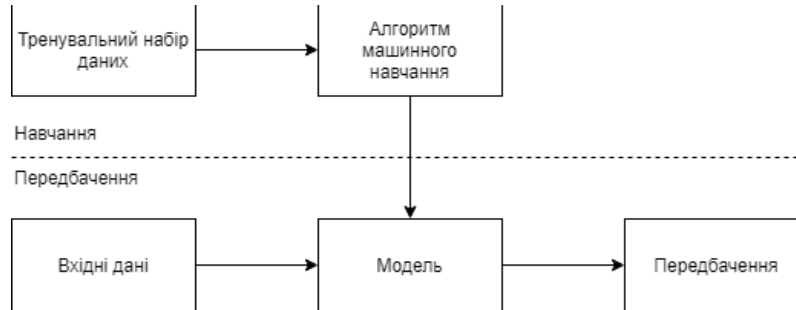 Тренувальний набір
даних
Алгоритм
машинного
навчання
Навчання
Передбачення
Вхідні дані
Модель
Передбачення